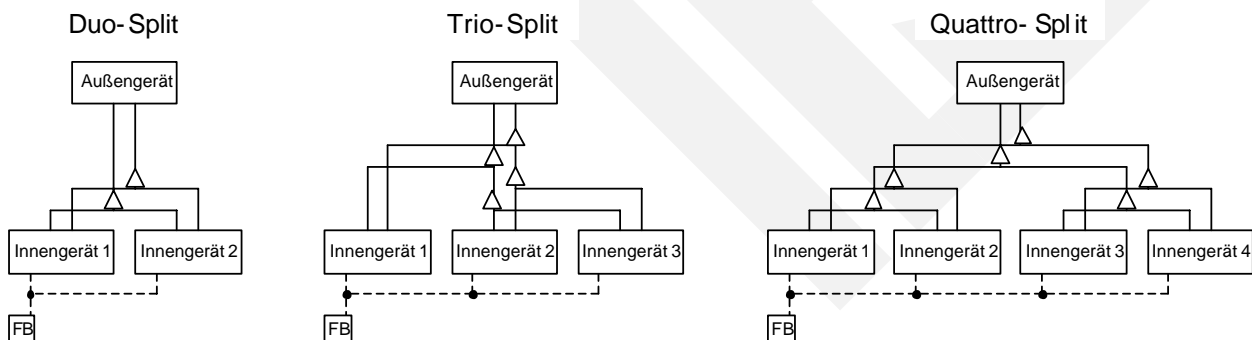 Duo-Split
Trio-Split
Quattro- Split
Außengerät
Außengerät
Außengerät
Innengerät 1
Innengerät 2
Innengerät 1
Innengerät 2
Innengerät 3
Innengerät 1
Innengerät 2
Innengerät 3
Innengerät 4
FB
FB
FB